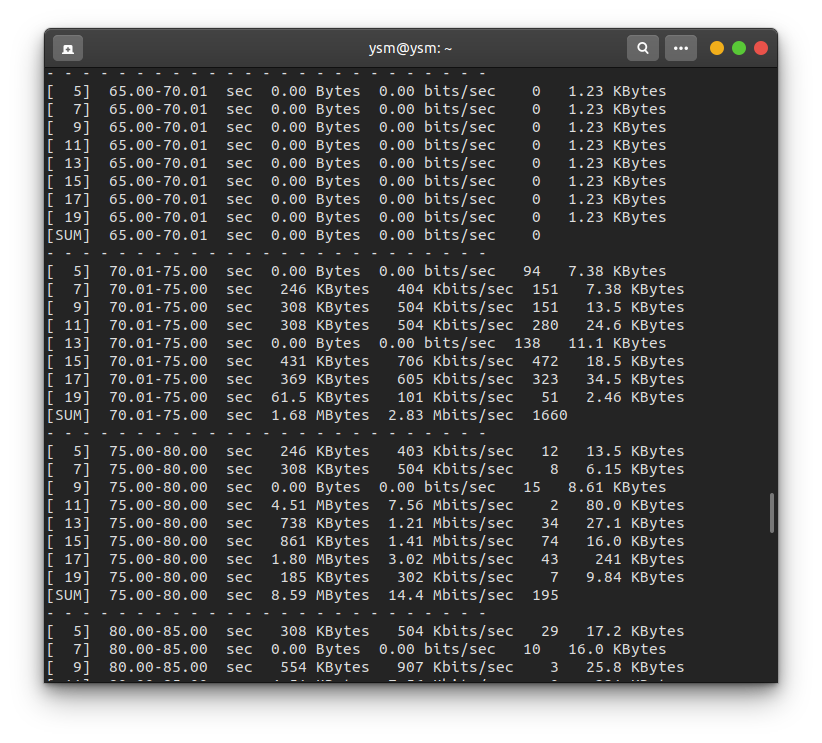 ysm@ysm: ~
- - - - - - - - - - - - - - - - - - - - - - - - -
[  5]  65.00-70.01  sec  0.00 Bytes  0.00 bits/sec    0   1.23 KBytes
[  7]  65.00-70.01  sec  0.00 Bytes  0.00 bits/sec    0   1.23 KBytes
[  9]  65.00-70.01  sec  0.00 Bytes  0.00 bits/sec    0   1.23 KBytes
[ 11]  65.00-70.01  sec  0.00 Bytes  0.00 bits/sec    0   1.23 KBytes
[ 13]  65.00-70.01  sec  0.00 Bytes  0.00 bits/sec    0   1.23 KBytes
[ 15]  65.00-70.01  sec  0.00 Bytes  0.00 bits/sec    0   1.23 KBytes
[ 17]  65.00-70.01  sec  0.00 Bytes  0.00 bits/sec    0   1.23 KBytes
[ 19]  65.00-70.01  sec  0.00 Bytes  0.00 bits/sec    0   1.23 KBytes
[SUM]  65.00-70.01  sec  0.00 Bytes  0.00 bits/sec    0
- - - - - - - - - - - - - - - - - - - - - - - - -
[  5]  70.01-75.00  sec  0.00 Bytes  0.00 bits/sec   94   7.38 KBytes
[  7]  70.01-75.00  sec   246 KBytes   404 Kbits/sec  151   7.38 KBytes
[  9]  70.01-75.00  sec   308 KBytes   504 Kbits/sec  151   13.5 KBytes
[ 11]  70.01-75.00  sec   308 KBytes   504 Kbits/sec  280   24.6 KBytes
[ 13]  70.01-75.00  sec  0.00 Bytes  0.00 bits/sec  138   11.1 KBytes
[ 15]  70.01-75.00  sec   431 KBytes   706 Kbits/sec  472   18.5 KBytes
[ 17]  70.01-75.00  sec   369 KBytes   605 Kbits/sec  323   34.5 KBytes
[ 19]  70.01-75.00  sec  61.5 KBytes   101 Kbits/sec   51   2.46 KBytes
[SUM]  70.01-75.00  sec  1.68 MBytes  2.83 Mbits/sec  1660
- - - - - - - - - - - - - - - - - - - - - - - - -
[  5]  75.00-80.00  sec   246 KBytes   403 Kbits/sec   12   13.5 KBytes
[  7]  75.00-80.00  sec   308 KBytes   504 Kbits/sec    8   6.15 KBytes
[  9]  75.00-80.00  sec  0.00 Bytes  0.00 bits/sec   15   8.61 KBytes
[ 11]  75.00-80.00  sec  4.51 MBytes  7.56 Mbits/sec    2   80.0 KBytes
[ 13]  75.00-80.00  sec   738 KBytes  1.21 Mbits/sec   34   27.1 KBytes
[ 15]  75.00-80.00  sec   861 KBytes  1.41 Mbits/sec   74   16.0 KBytes
[ 17]  75.00-80.00  sec  1.80 MBytes  3.02 Mbits/sec   43    241 KBytes
[ 19]  75.00-80.00  sec   185 KBytes   302 Kbits/sec    7   9.84 KBytes
[SUM]  75.00-80.00  sec  8.59 MBytes  14.4 Mbits/sec  195
- - - - - - - - - - - - - - - - - - - - - - - - -
[  5]  80.00-85.00  sec   308 KBytes   504 Kbits/sec   29   17.2 KBytes
[  7]  80.00-85.00  sec  0.00 Bytes  0.00 bits/sec   10   16.0 KBytes
[  9]  80.00-85.00  sec   554 KBytes   907 Kbits/sec    3   25.8 KBytes